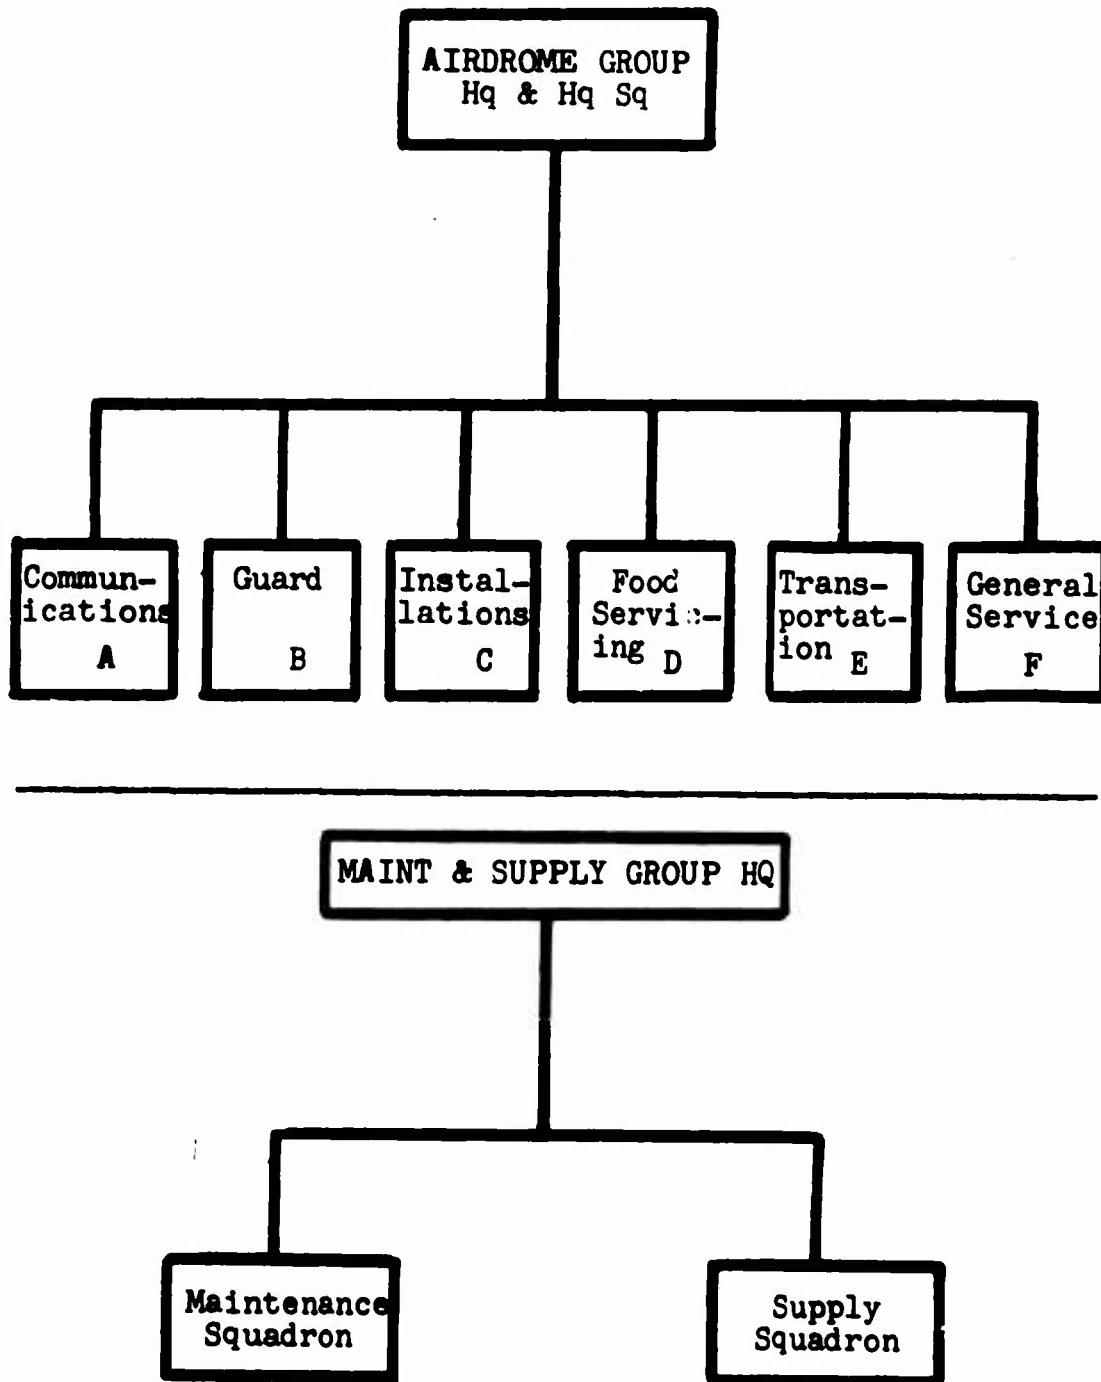 AIRDROME GROUP
Hq & Hq Sq
Commun-
ications
A
Guard
B
Instal-
lations
C
Food
Servic-
ing D
Trans-
portat-
ion E
General
Service
F
MAINT & SUPPLY GROUP HQ
Maintenance
Squadron
Supply
Squadron